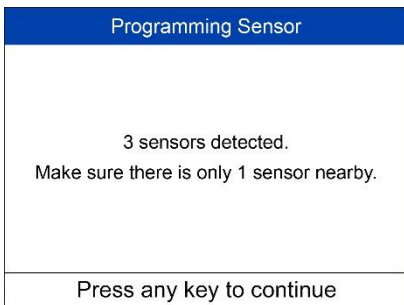 Programming Sensor
3 sensors detected.
Make sure there is only 1 sensor nearby.
Press any key to continue